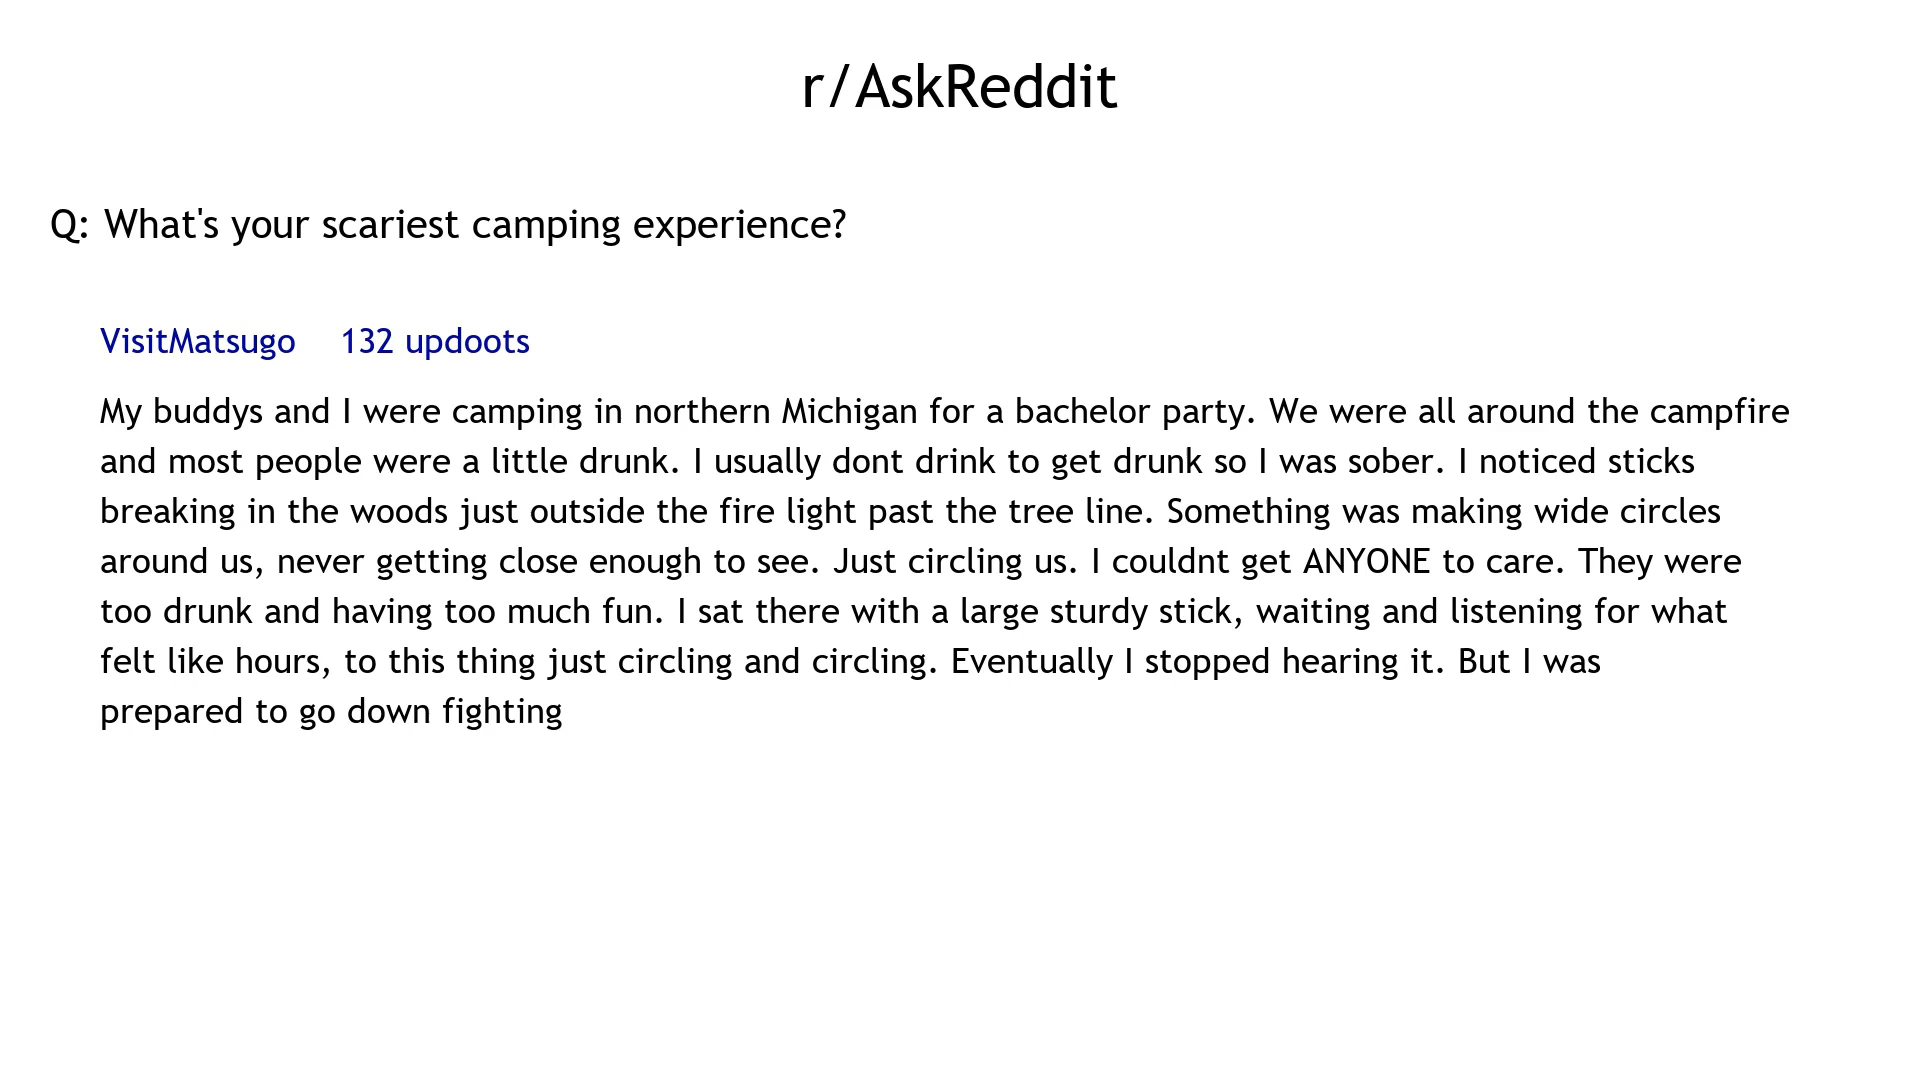 r/AskReddit
Q: What's your scariest camping experience?
VisitMatsugo 132 updoots
My buddys and I were camping in northern Michigan for a bachelor party. We were all around the campfire
and most people were a little drunk. I usually dont drink to get drunk so I was sober. I noticed sticks
breaking in the woods just outside the fire light past the tree line. Something was making wide circles
around us, never getting close enough to see. Just circling us. I couldnt get ANYONE to care. They were
too drunk and having too much fun. I sat there with a large sturdy stick, waiting and listening for what
felt like hours, to this thing just circling and circling. Eventually I stopped hearing it. But I was
prepared to go down fighting